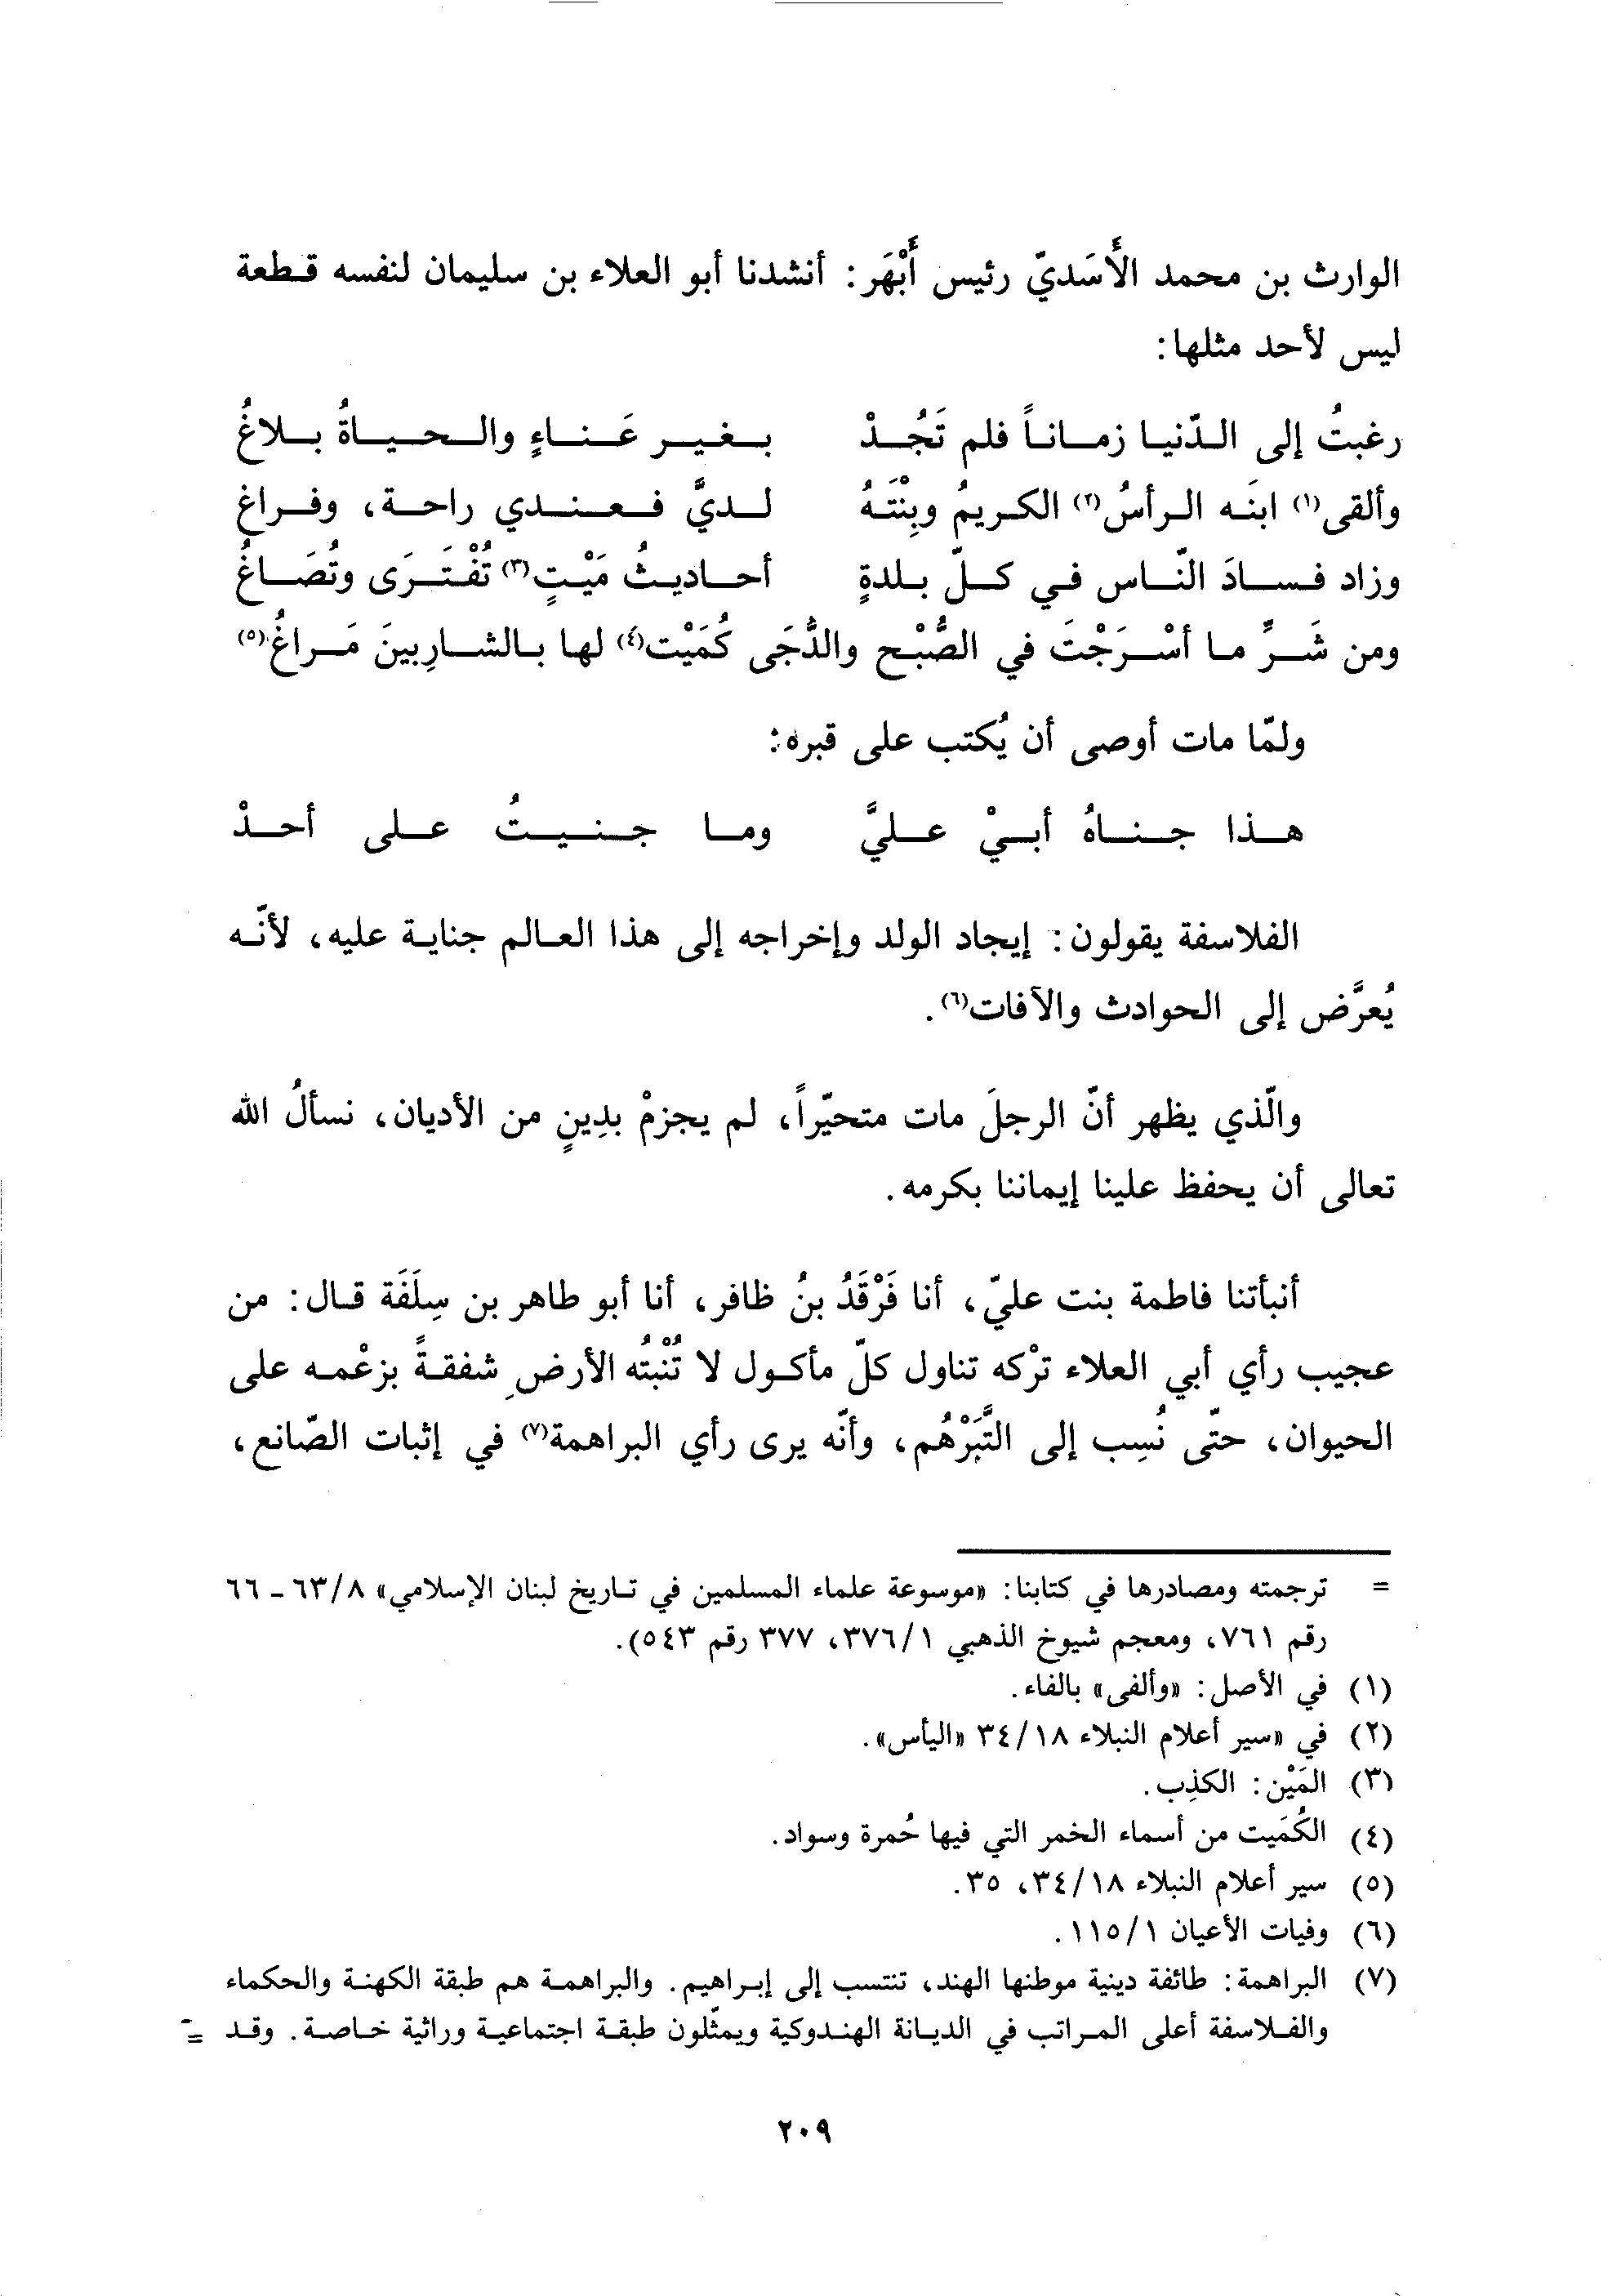 الوارث بن محمد الأَسَديّ رئيس أَبْهَر: أنشدنا أبو العلاء بن سليمان لنفسه قطعة
ليس لأحد مثلها:
رغبتُ إلى الدّنيا زماناً فلم تَجُدْ بغير عَناءٍ والحياةُ بلاغُ
وألقى(١) ابنَه الرأسُ(٢) الكريمُ وبِنْتَهُ لديَّ فعندي راحة، وفراغ
وزاد فسادَ النّاس في كلّ بلدةٍ أحاديثُ مَيْتٍ(٣) تُفْتَرَى وتُصَاغُ
ومن شَرِّ ما أسْرَجْتَ في الصُّبْح والدُّجَى كُمَيْت(٤) لها بالشارِبينَ مَراغُ(٥)
ولمّا مات أوصى أن يُكتب على قبره:
هذا جناهُ أبيْ عليَّ وما جنيتُ على أحدْ
الفلاسفة يقولون: إيجاد الولد وإخراجه إلى هذا العالم جناية عليه، لأنّه
يُعرَّض إلى الحوادث والآفات(٦).
والّذي يظهر أنّ الرجلَ مات متحيّراً، لم يجزمْ بدِينٍ من الأديان، نسألُ الله
تعالى أن يحفظ علينا إيماننا بكرمه.
أنبأتنا فاطمة بنت عليّ، أنا فَرْقَدُ بنُ ظافر، أنا أبو طاهر بن سِلَفَة قال: من
عجيب رأي أبي العلاء ترْكه تناول كلّ مأكول لا تُنْبتُه الأرض شفقةً بزعْمه على
الحيوان، حتّى نُسِب إلى التَّبَرْهُم، وأنّه يرى رأي البراهمة(٧) في إثبات الصّانع،
= ترجمته ومصادرها في كتابنا: «موسوعة علماء المسلمين في تاريخ لبنان الإسلامي» ٦٣/٨ ـ ٦٦
رقم ٧٦١، ومعجم شيوخ الذهبي ٣٧٦/١، ٣٧٧ رقم ٥٤٣).
(١) في الأصل: «وألفى» بالفاء.
(٢) في «سير أعلام النبلاء ٣٤/١٨ «اليأس».
(٣) المَيْن: الكذِب.
(٤) الكُمَيت من أسماء الخمر التي فيها حُمرة وسواد.
(٥) سير أعلام النبلاء ٣٤/١٨، ٣٥.
(٦) وفيات الأعيان ١١٥/١.
(٧) البراهمة: طائفة دينية موطنها الهند، تنتسب إلى إبراهيم. والبراهمة هم طبقة الكهنة والحكماء
والفلاسفة أعلى المراتب في الديانة الهندوكية ويمثّلون طبقة اجتماعية وراثية خاصة. وقد =
٢٠٩